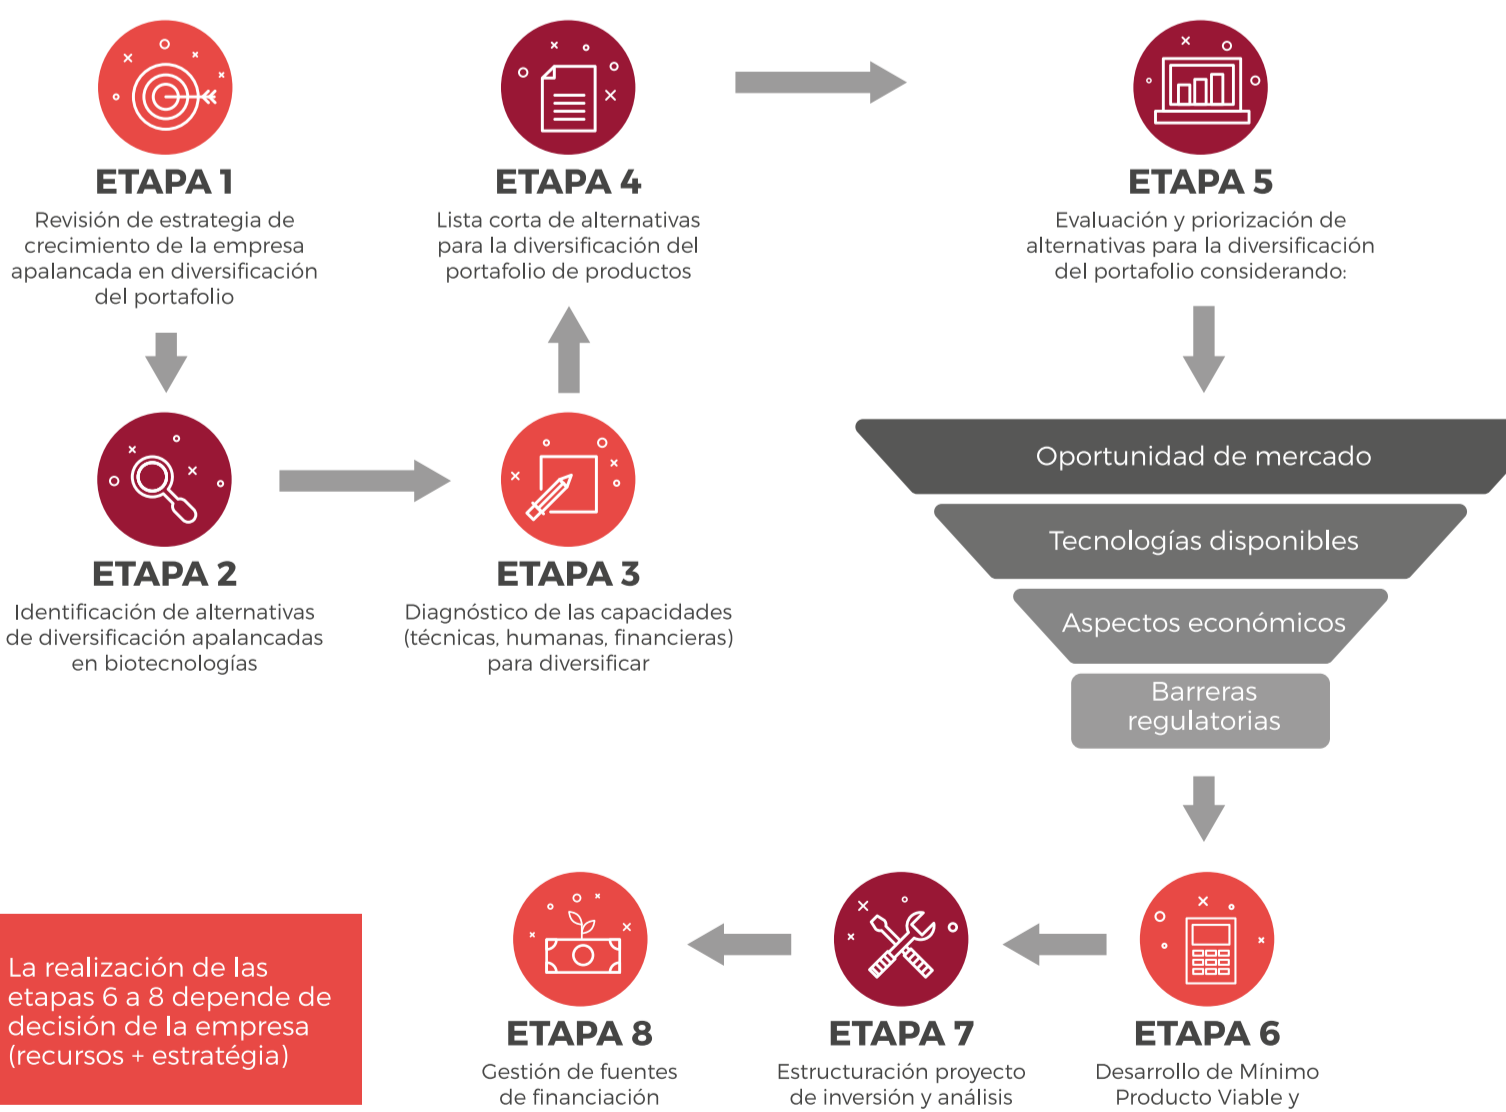 ETAPA 1
Revisión de estrategia de
crecimiento de la empresa
apalancada en diversificación
del portafolio
ETAPA 2
Identificación de alternativas
de diversificación apalancadas
en biotecnologías
ETAPA 3
Diagnóstico de las capacidades
(técnicas, humanas, financieras)
para diversificar
ETAPA 4
Lista corta de alternativas
para la diversificación del
portafolio de productos
ETAPA 5
Evaluación y priorización de
alternativas para la diversificación
del portafolio considerando:
Oportunidad de mercado
Tecnologías disponibles
Aspectos económicos
Barreras
regulatorias
ETAPA 6
Desarrollo de Mínimo
Producto Viable y
ETAPA 7
Estructuración proyecto
de inversión y análisis
ETAPA 8
Gestión de fuentes
de financiación
La realización de las
etapas 6 a 8 depende de
decisión de la empresa
(recursos + estratégia)